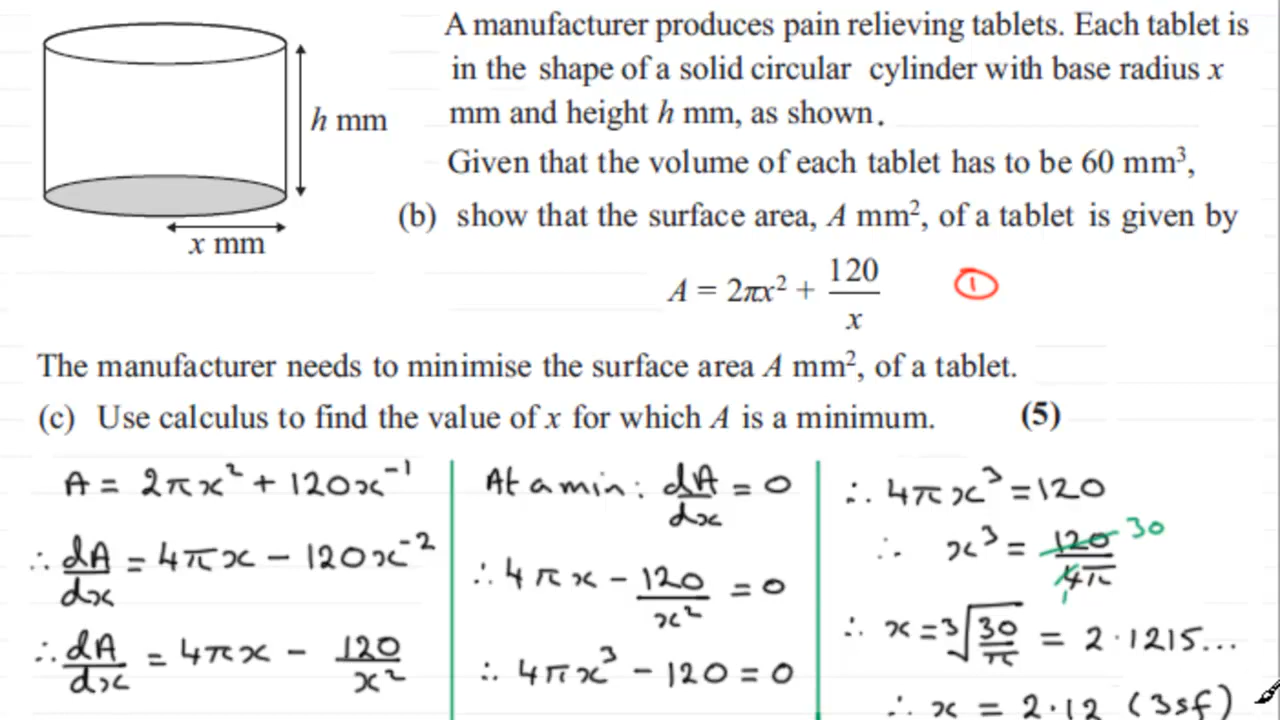 A manufacturer produces pain relieving tablets. Each tablet is
in the shape of a solid circular cylinder with base radius x
mm and height h mm, as shown.
h mm
x mm
Given that the volume of each tablet has to be 60 mm³,
(b) show that the surface area, A mm², of a tablet is given by
A = 2πx² + 120/x ①
The manufacturer needs to minimise the surface area A mm², of a tablet.
(c) Use calculus to find the value of x for which A is a minimum. (5)
A = 2πx² + 120x⁻¹
∴ dA/dx = 4πx - 120x⁻²
∴ dA/dx = 4πx - 120/x²
At a min: dA/dx = 0
∴ 4πx - 120/x² = 0
∴ 4πx³ - 120 = 0
∴ 4πx³ = 120
∴ x³ = 120/4π 30 1
∴ x = ³√30/π = 2·1215...
∴ x = 2·12 (3sf)